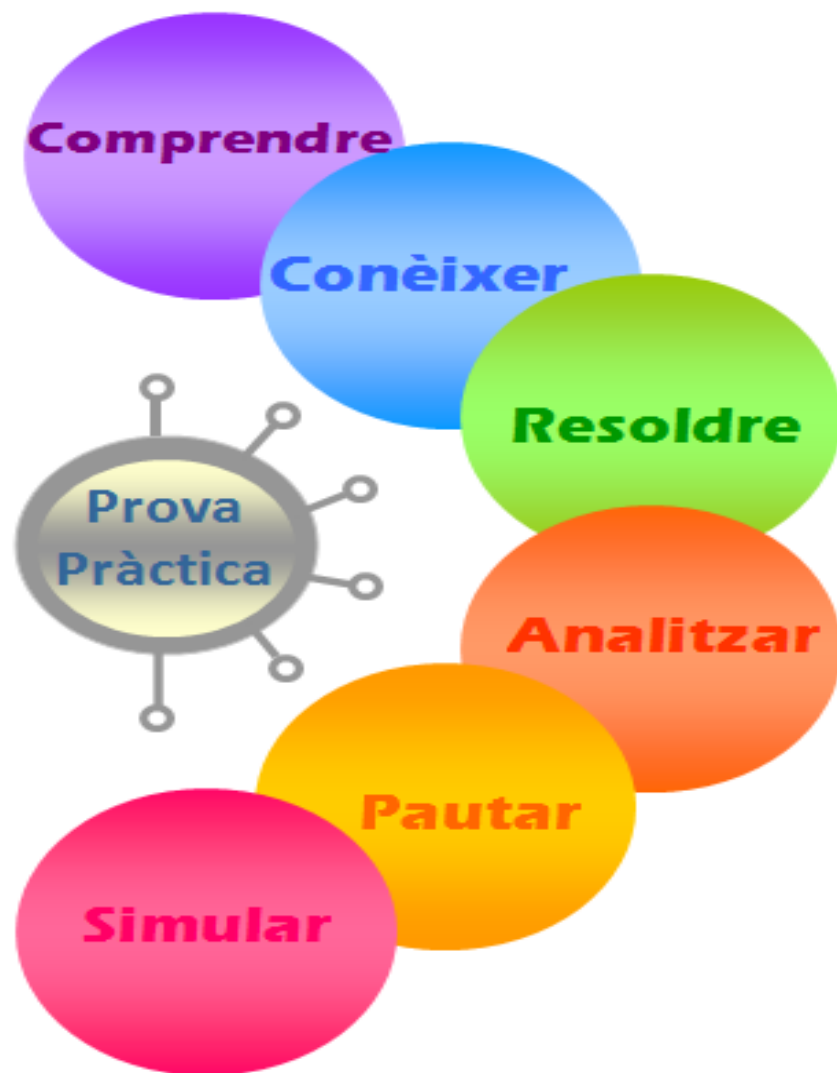 Comprendre
Conèixer
Resoldre
Prova
Pràctica
Analitzar
Pautar
Simular